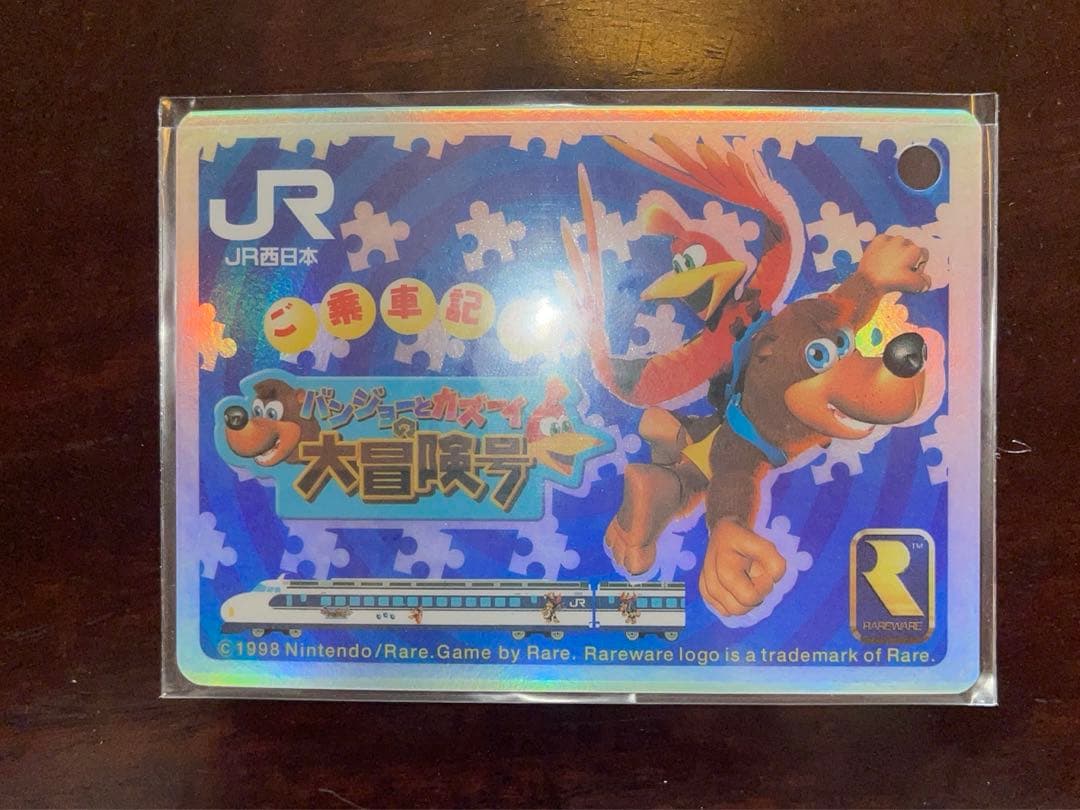 JR
JR西日本
ご乗車記
バンジョーとカズーイ
の
大冒険号
JR
R™
RAREWARE
©1998 Nintendo/Rare.Game by Rare. Rareware logo is a trademark of Rare.